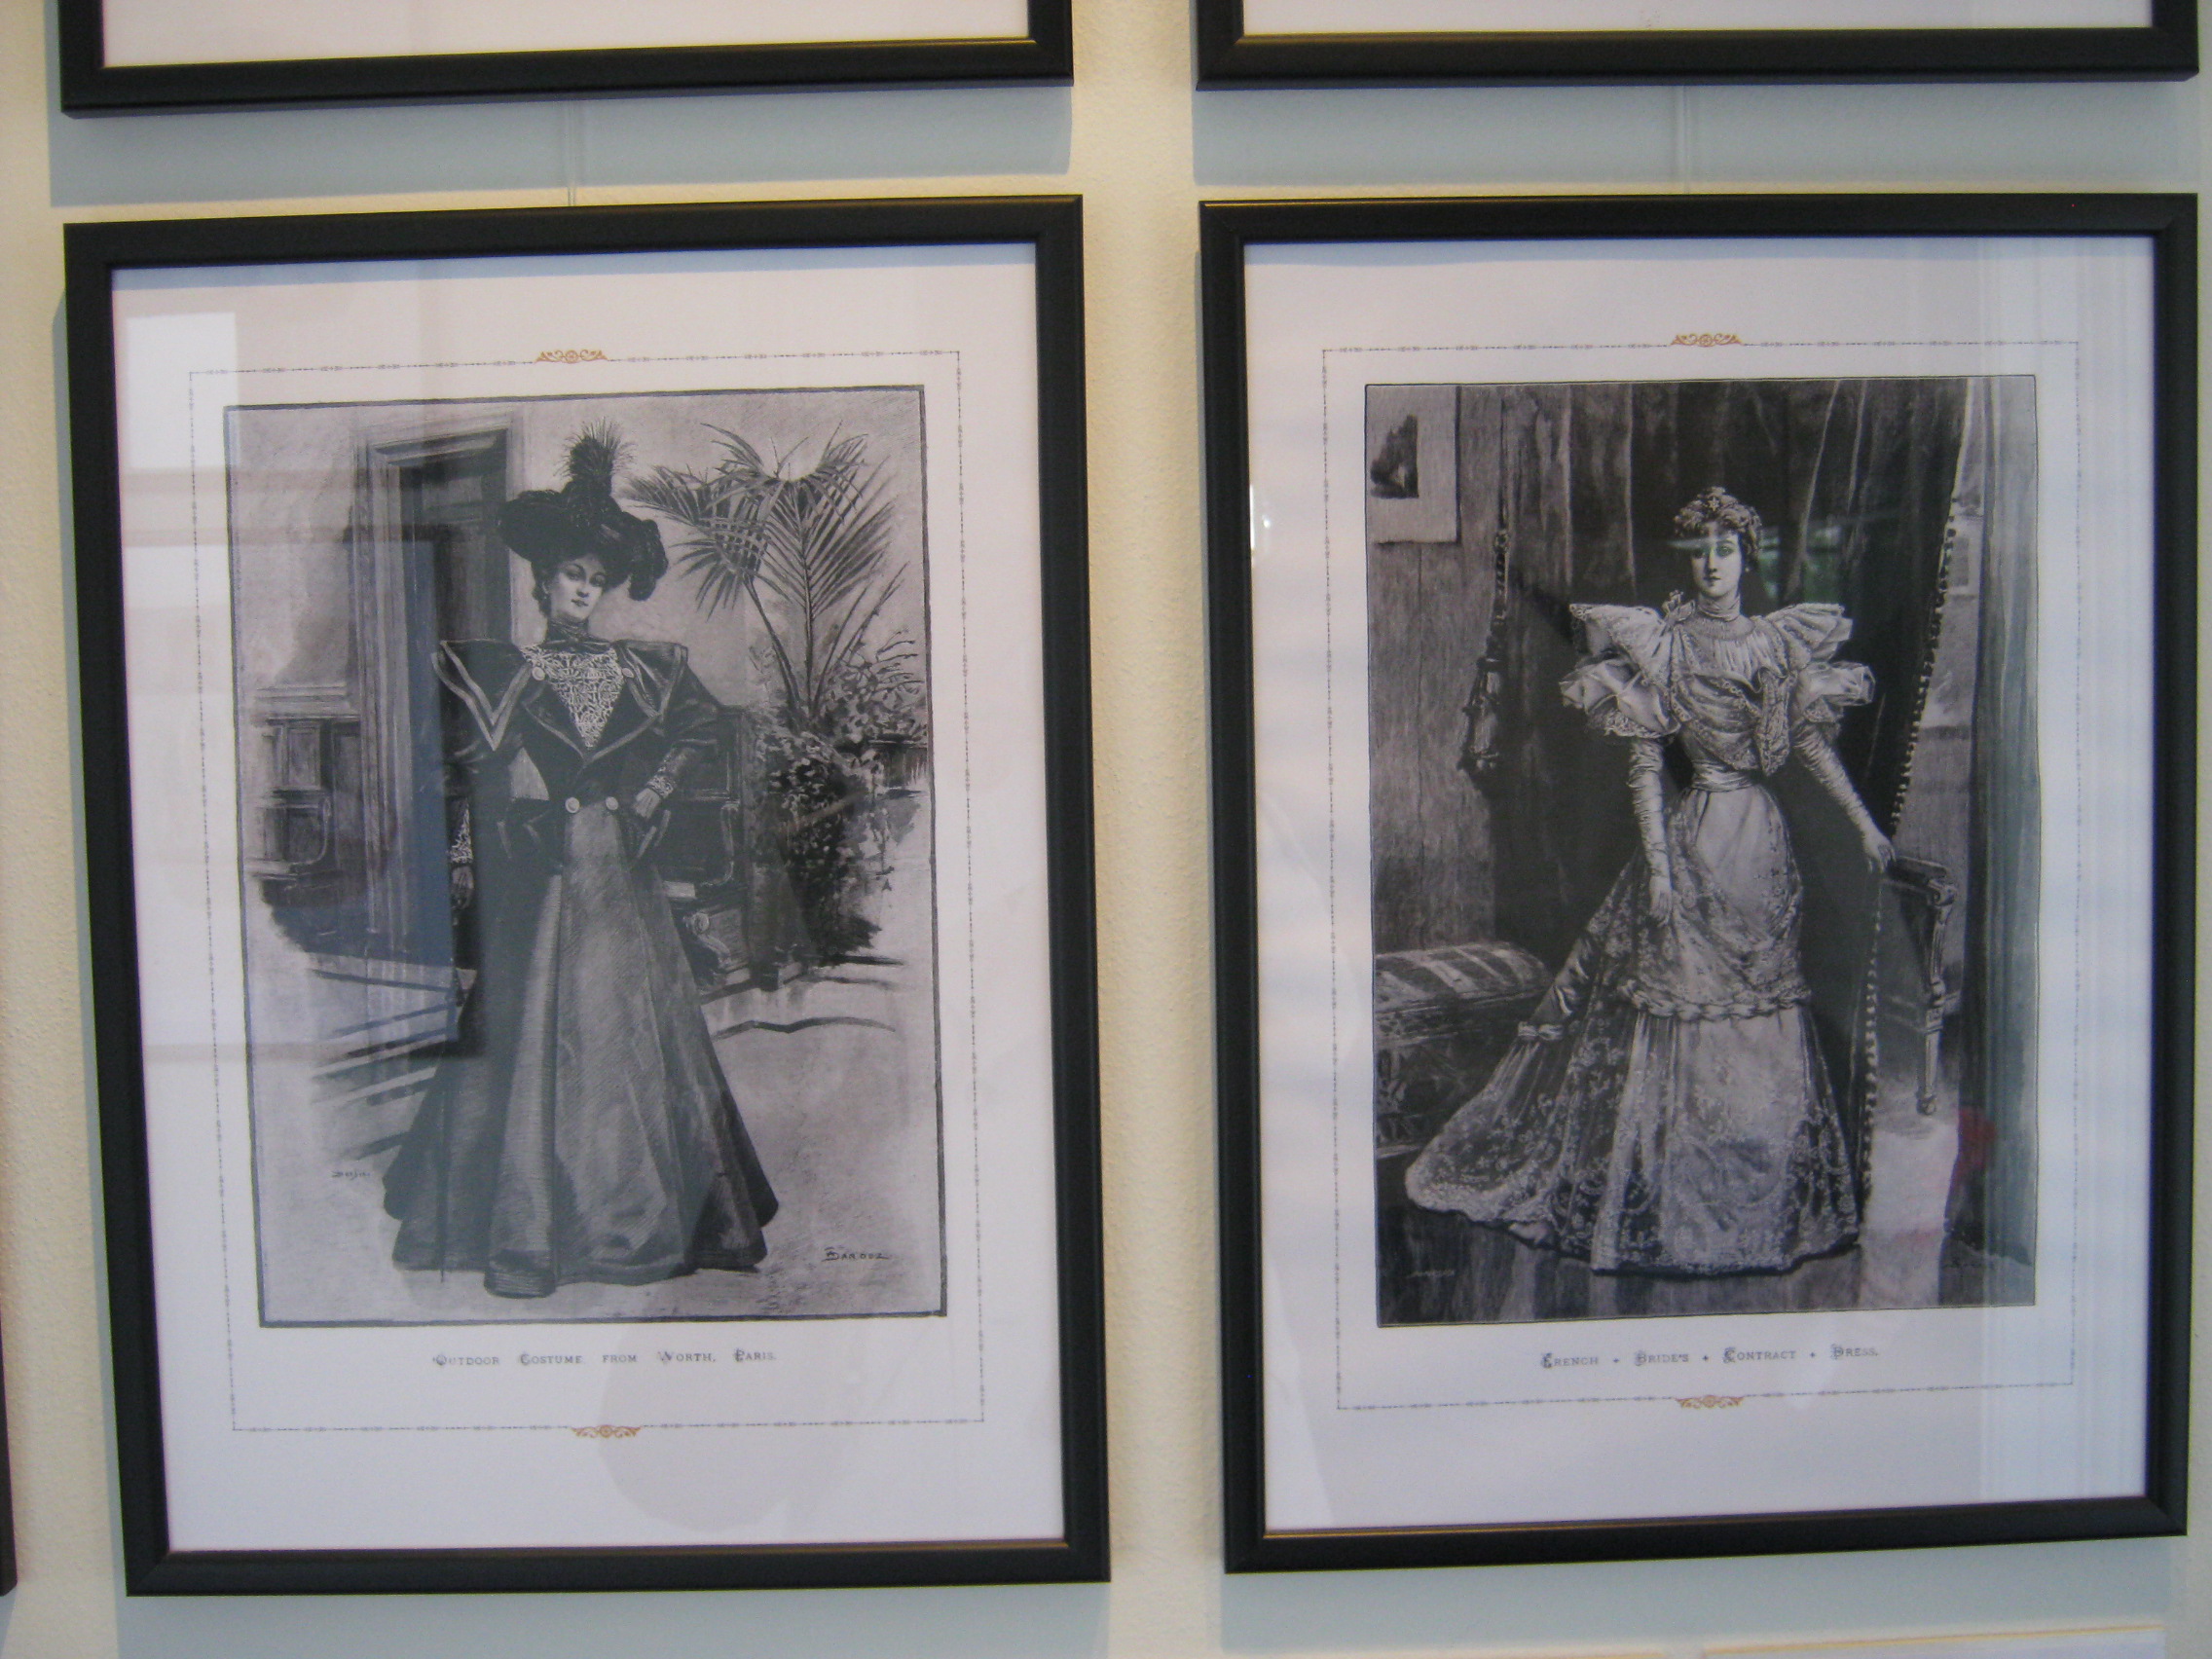 OUTDOOR COSTUME FROM WORTH, PARIS.
FRENCH • BRIDE'S • CONTRACT • DRESS.